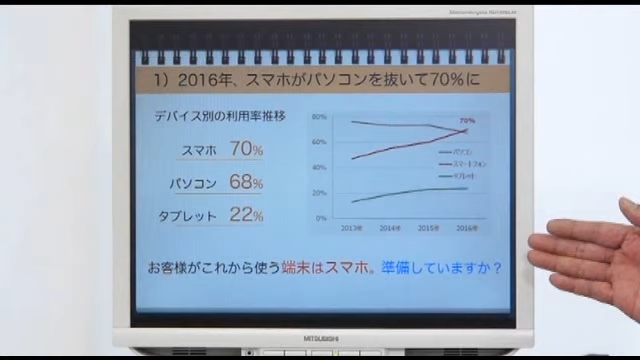 1）2016年、スマホがパソコンを抜いて70％に
デバイス別の利用率推移
スマホ 70%
パソコン 68%
タブレット 22%
80%
60%
40%
20%
0%
70%
パソコン
スマートフォン
タブレット
2013年 2014年 2015年 2016年
お客様がこれから使う端末はスマホ。準備していますか？
MITSUBISHI